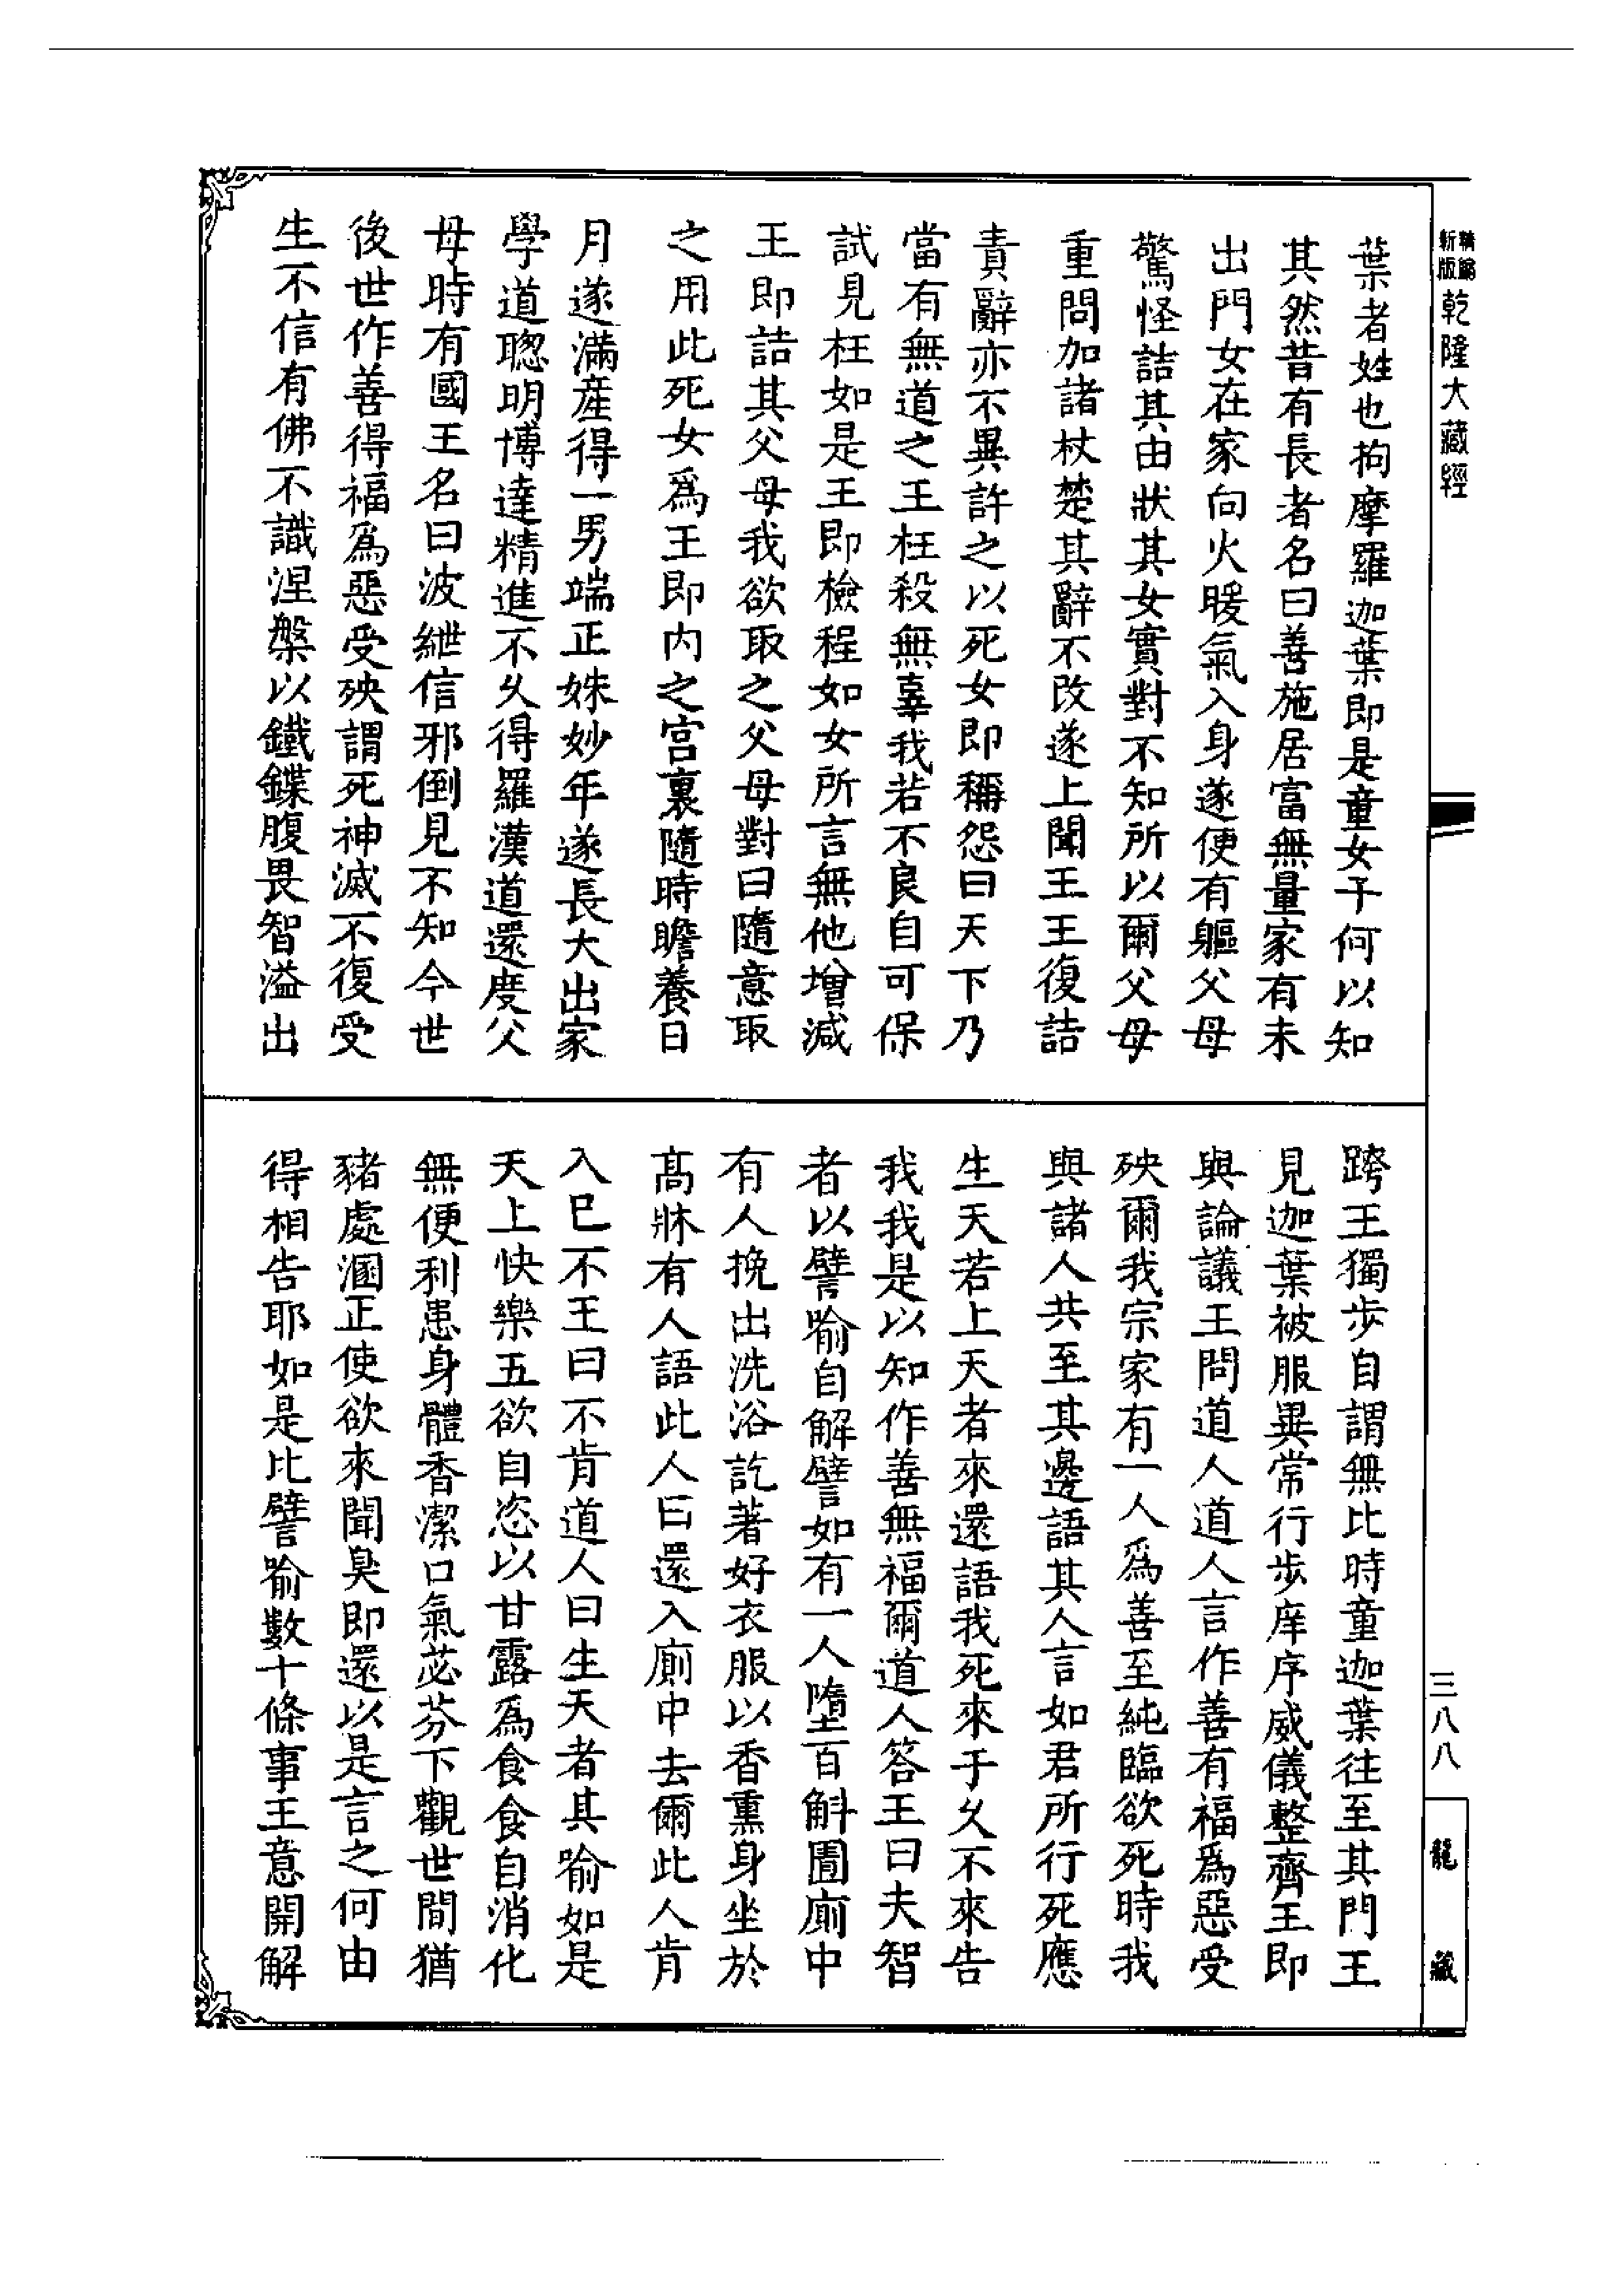 新版精編乾隆大藏經
葉者姓也拘摩羅迦葉即是童女子何以知
其然昔有長者名曰善施居富無量家有未
出門女在家向火暖氣入身遂便有軀父母
驚怪詰其由狀其女實對不知所以爾父母
重問加諸杖楚其辭不改遂上聞王王復詰
責辭亦不異許之以死女即稱怨曰天下乃
當有無道之王枉殺無辜我若不良自可保
試見枉如是王即檢程如女所言無他增減
王即詰其父母我欲取之父母對曰隨意取
之用此死女爲王即內之宮裏隨時瞻養日
月遂滿產得一男端正姝妙年遂長大出家
學道聰明博達精進不久得羅漢道還度父
母時有國王名曰波紲信邪倒見不知今世
後世作善得福爲惡受殃謂死神滅不復受
生不信有佛不識涅槃以鐵鍱腹畏智溢出
跨王獨步自謂無比時童迦葉往至其門王
見迦葉被服異常行步庠序威儀整齊王即
與論議王問道人道人言作善有福爲惡受
殃爾我宗家有一人爲善至純臨欲死時我
與諸人共至其邊語其人言如君所行死應
生天若上天者來還語我死來于久不來告
我我是以知作善無福爾道人答王曰夫智
者以譬喻自解譬如有一人墮百斛圊廁中
有人挽出洗浴訖著好衣服以香熏身坐於
高牀有人語此人曰還入廁中去爾此人肯
入已不王曰不肯道人曰生天者其喻如是
天上快樂五欲自恣以甘露爲食食自消化
無便利患身體香潔口氣苾芬下觀世間猶
豬處溷正使欲來聞臭即還以是言之何由
得相告耶如是比譬喻數十條事王意開解
三八八
龍藏